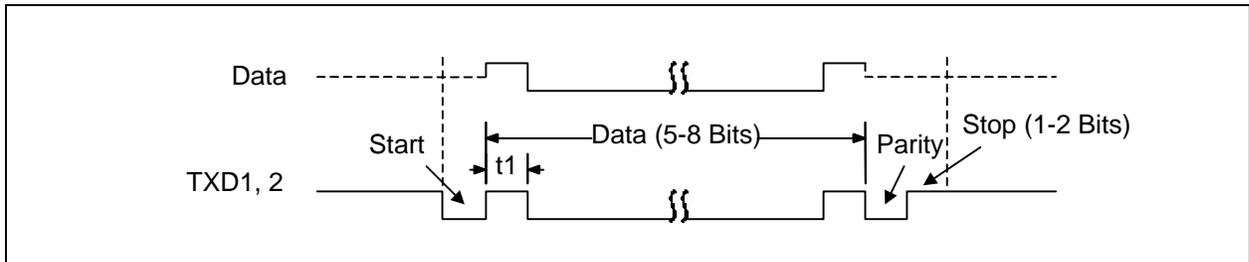 Data
Data (5-8 Bits)
Stop (1-2 Bits)
Start
Parity
t1
TXD1, 2